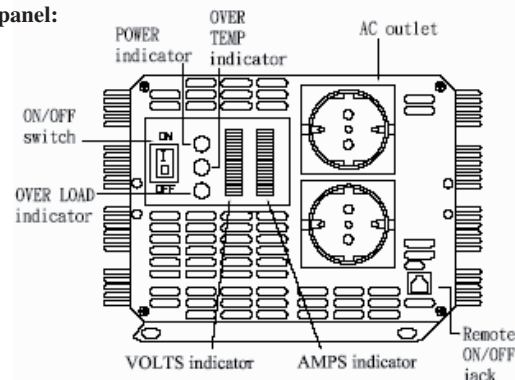 panel:
POWER
indicator
OVER
TEMP
indicator
AC outlet
ON/OFF
switch
ON
OFF
OVER LOAD
indicator
VOLTS indicator
AMPS indicator
Remote
ON/OFF
jack